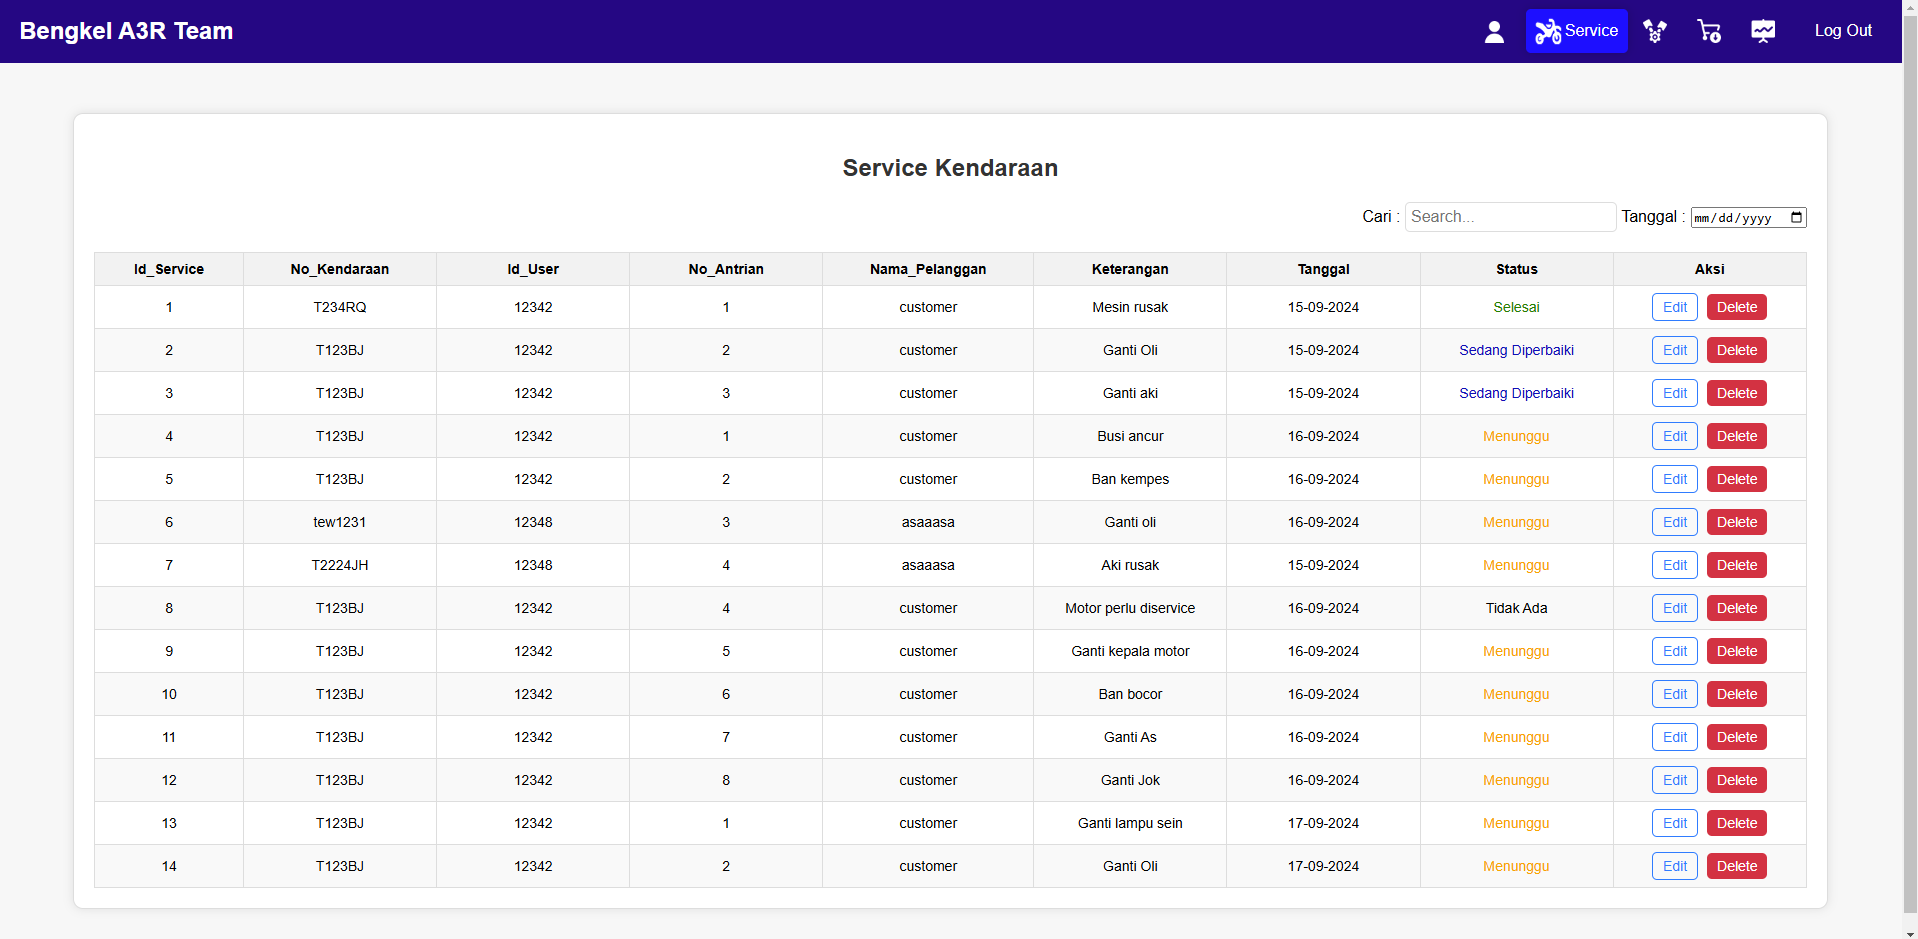 Bengkel A3R Team
Service
Log Out
Service Kendaraan
Cari : Search... Tanggal : mm/dd/yyyy
Id_Service No_Kendaraan Id_User No_Antrian Nama_Pelanggan Keterangan Tanggal Status Aksi
1 T234RQ 12342 1 customer Mesin rusak 15-09-2024 Selesai Edit Delete
2 T123BJ 12342 2 customer Ganti Oli 15-09-2024 Sedang Diperbaiki Edit Delete
3 T123BJ 12342 3 customer Ganti aki 15-09-2024 Sedang Diperbaiki Edit Delete
4 T123BJ 12342 1 customer Busi ancur 16-09-2024 Menunggu Edit Delete
5 T123BJ 12342 2 customer Ban kempes 16-09-2024 Menunggu Edit Delete
6 tew1231 12348 3 asaaasa Ganti oli 16-09-2024 Menunggu Edit Delete
7 T2224JH 12348 4 asaaasa Aki rusak 15-09-2024 Menunggu Edit Delete
8 T123BJ 12342 4 customer Motor perlu diservice 16-09-2024 Tidak Ada Edit Delete
9 T123BJ 12342 5 customer Ganti kepala motor 16-09-2024 Menunggu Edit Delete
10 T123BJ 12342 6 customer Ban bocor 16-09-2024 Menunggu Edit Delete
11 T123BJ 12342 7 customer Ganti As 16-09-2024 Menunggu Edit Delete
12 T123BJ 12342 8 customer Ganti Jok 16-09-2024 Menunggu Edit Delete
13 T123BJ 12342 1 customer Ganti lampu sein 17-09-2024 Menunggu Edit Delete
14 T123BJ 12342 2 customer Ganti Oli 17-09-2024 Menunggu Edit Delete